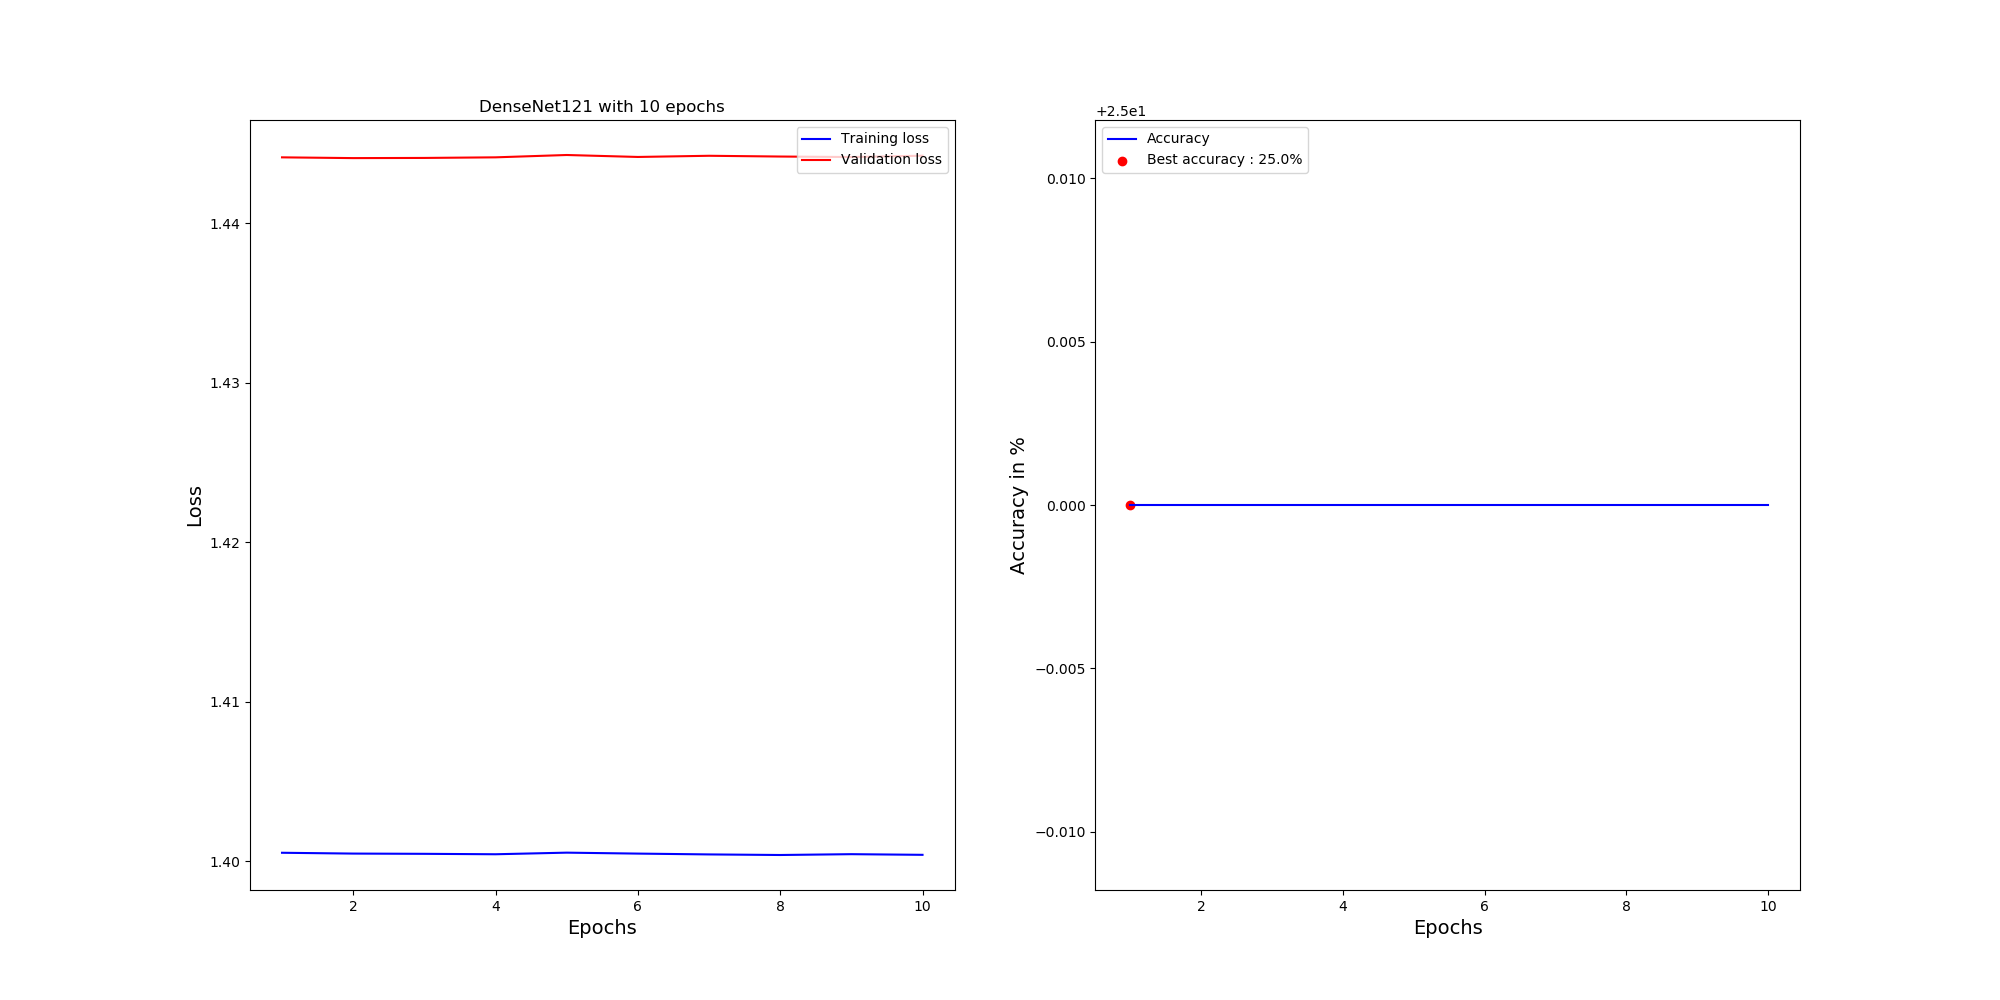 DenseNet121 with 10 epochs
Training loss
Validation loss
1.44
1.43
1.42
1.41
1.40
Loss
2 4 6 8 10
Epochs
+2.5e1
Accuracy
Best accuracy : 25.0%
0.010
0.005
0.000
−0.005
−0.010
Accuracy in %
2 4 6 8 10
Epochs